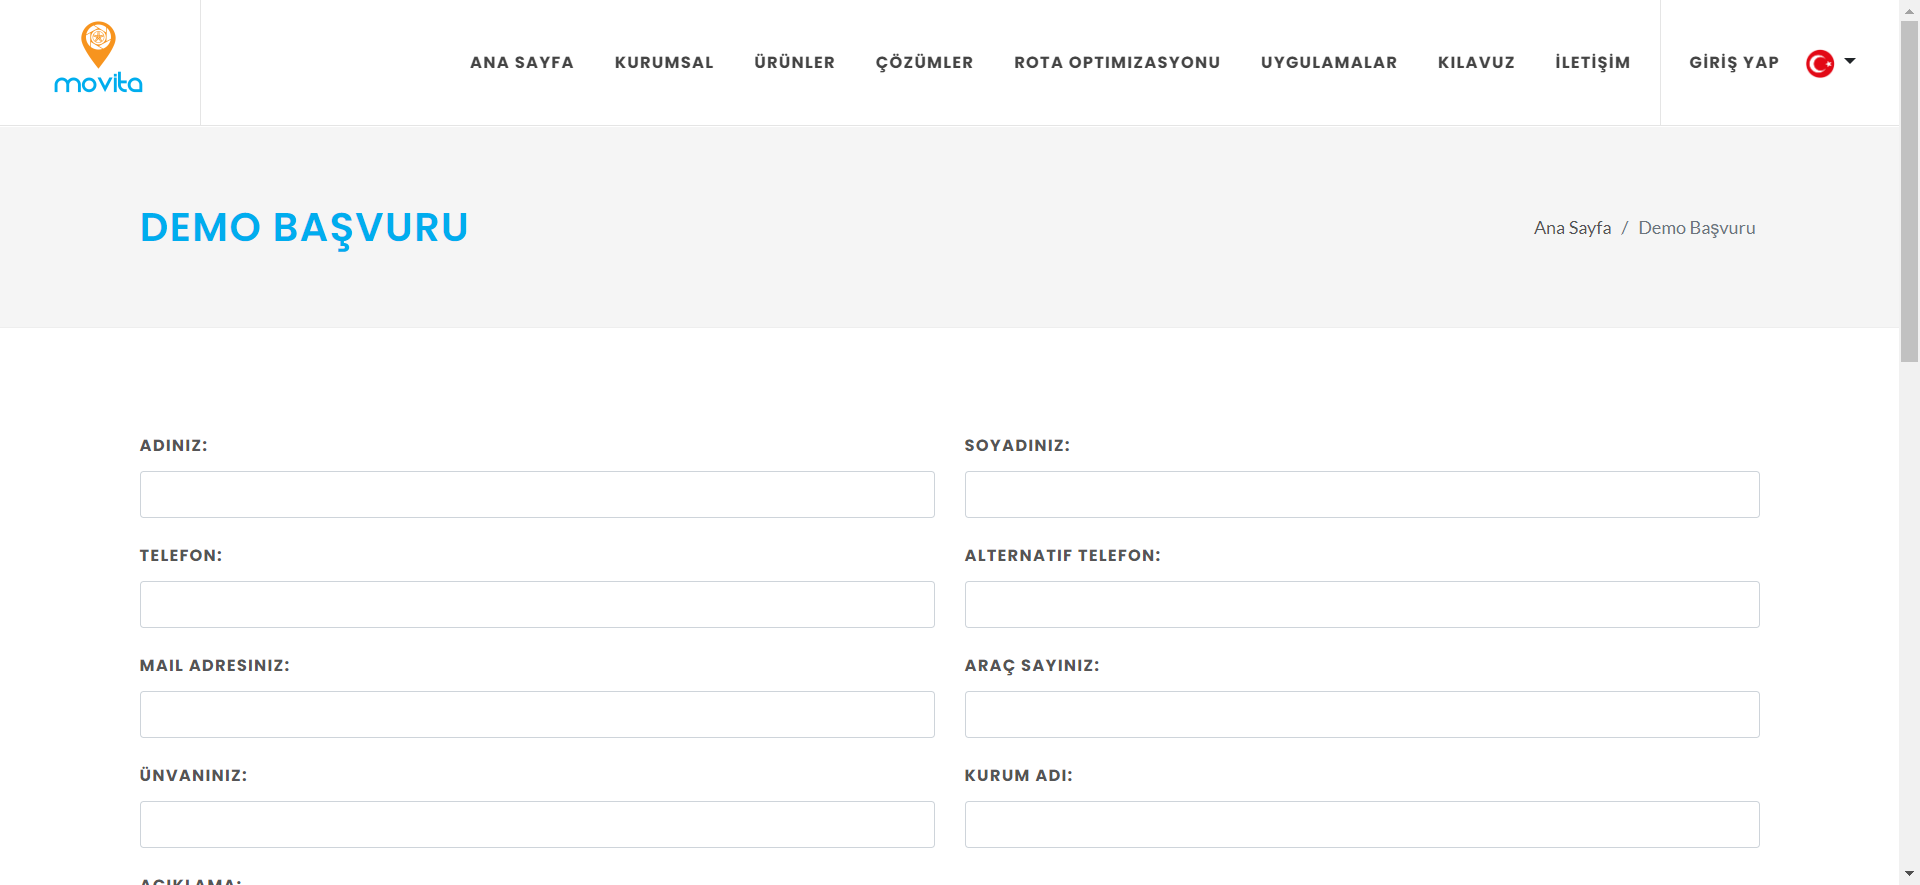 movita
ANA SAYFA KURUMSAL ÜRÜNLER ÇÖZÜMLER ROTA OPTIMIZASYONU UYGULAMALAR KILAVUZ İLETİŞİM GİRİŞ YAP
DEMO BAŞVURU
Ana Sayfa / Demo Başvuru
ADINIZ: SOYADINIZ:
TELEFON: ALTERNATIF TELEFON:
MAIL ADRESINIZ: ARAÇ SAYINIZ:
ÜNVANINIZ: KURUM ADI:
AÇIKLAMA: